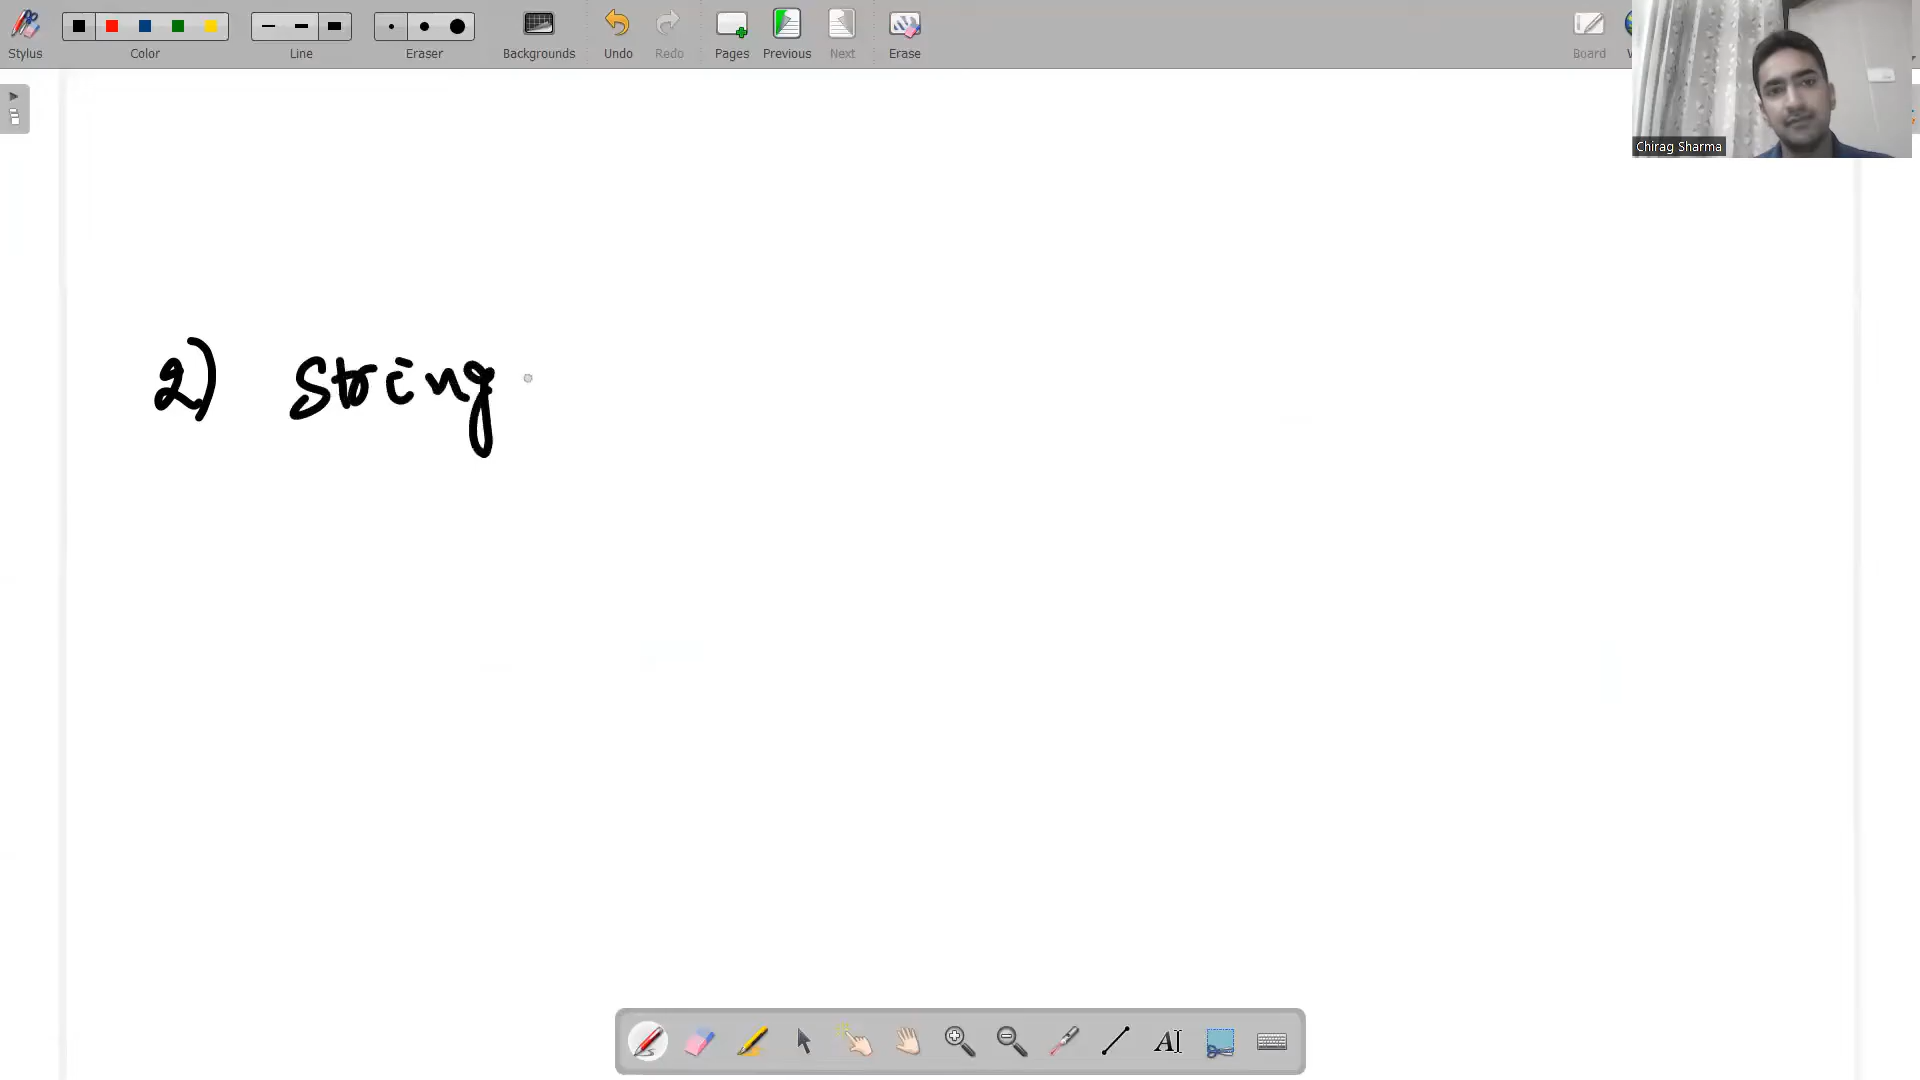 Stylus Color Line Eraser Backgrounds Undo Redo Pages Previous Next Erase Board
Chirag Sharma
2) String